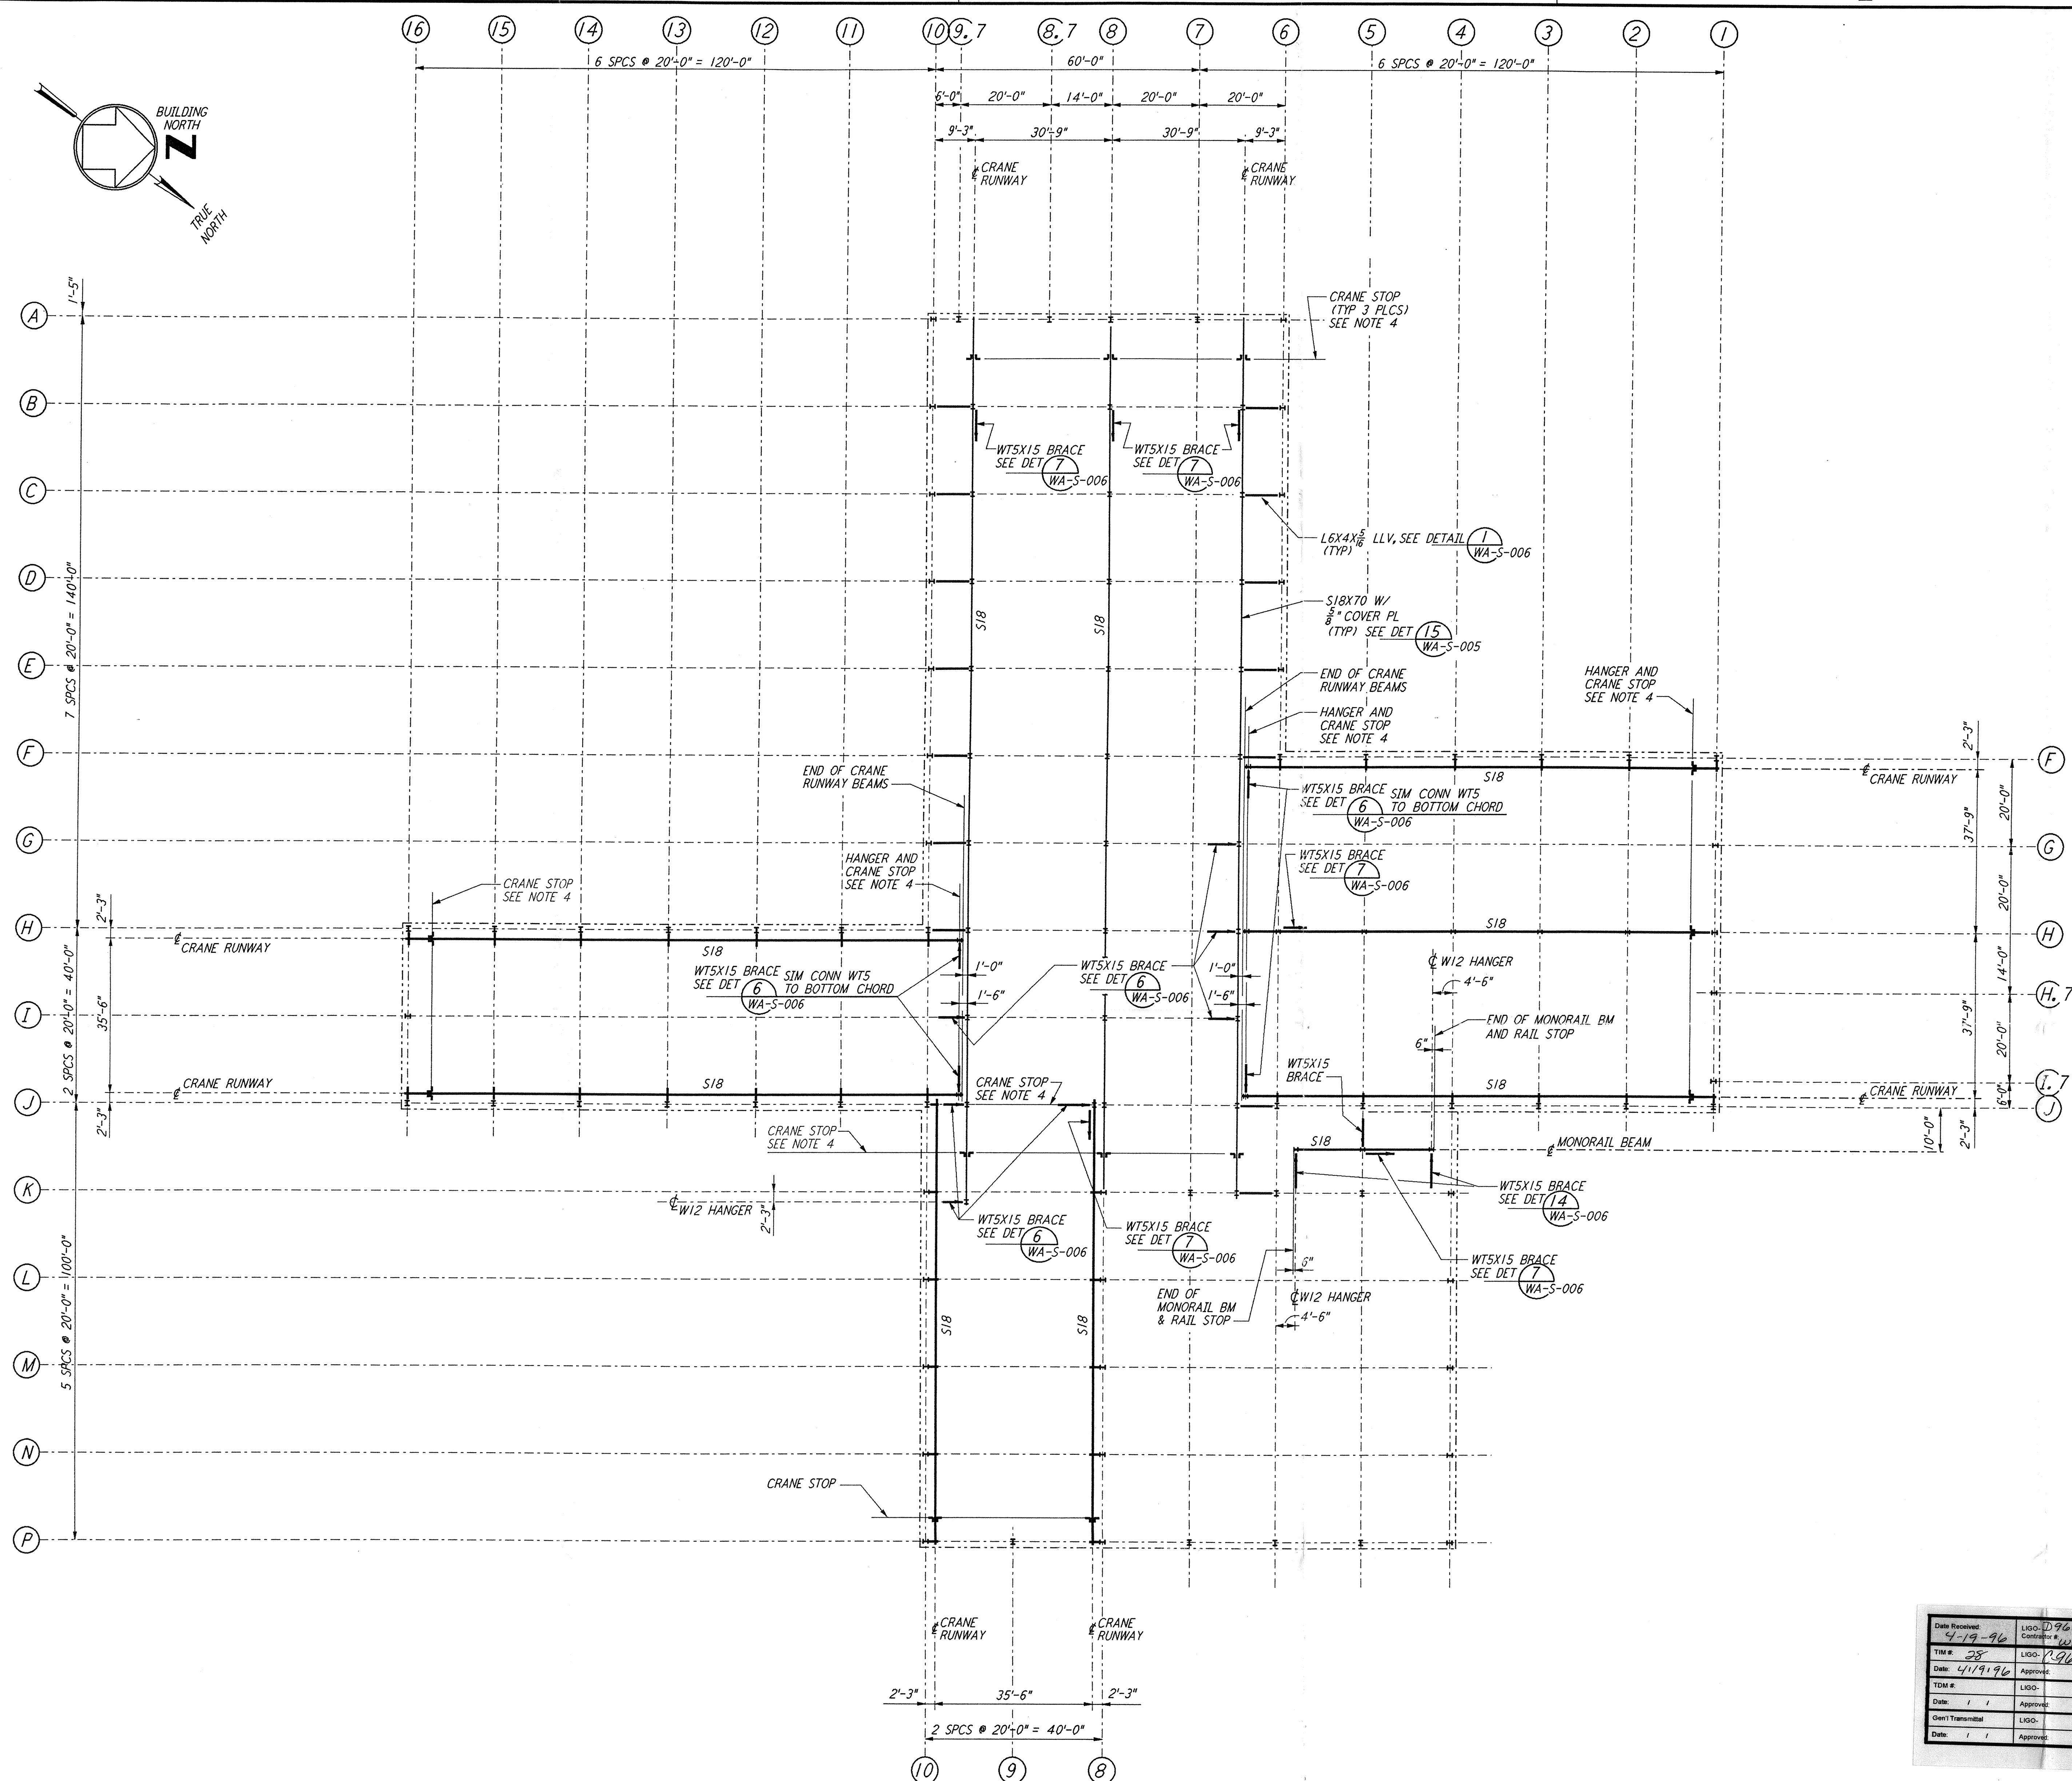 16 15 14 13 12 11 10 9.7 8.7 8 7 6 5 4 3 2 1
6 SPCS @ 20'-0" = 120'-0" 60'-0" 6 SPCS @ 20'-0" = 120'-0"
6'-0" 20'-0" 14'-0" 20'-0" 20'-0"
9'-3" 30'-9" 30'-9" 9'-3"
BUILDING
NORTH
N
TRUE
NORTH
℄ CRANE
RUNWAY
℄ CRANE
RUNWAY
1'-5"
A
B
C
D
E
F
G
H
I
J
K
L
M
N
P
7 SPCS @ 20'-0" = 140'-0"
2 SPCS @ 20'-0" = 40'-0"
5 SPCS @ 20'-0" = 100'-0"
2'-3"
35'-6"
2'-3"
CRANE STOP
(TYP 3 PLCS)
SEE NOTE 4
WT5X15 BRACE
SEE DET 7
WA-S-006
WT5X15 BRACE
SEE DET 7
WA-S-006
L6X4X5/16 LLV, SEE DETAIL 1
(TYP)
WA-S-006
S18
S18
S18X70 W/
5/8" COVER PL
(TYP) SEE DET 15
WA-S-005
END OF CRANE
RUNWAY BEAMS
HANGER AND
CRANE STOP
SEE NOTE 4
HANGER AND
CRANE STOP
SEE NOTE 4
END OF CRANE
RUNWAY BEAMS
HANGER AND
CRANE STOP
SEE NOTE 4
CRANE STOP
SEE NOTE 4
S18
WT5X15 BRACE SIM CONN WT5
SEE DET 6 TO BOTTOM CHORD
WA-S-006
WT5X15 BRACE
SEE DET 7
WA-S-006
℄ CRANE RUNWAY
℄ CRANE RUNWAY
S18
S18
WT5X15 BRACE SIM CONN WT5
SEE DET 6 TO BOTTOM CHORD
WA-S-006
1'-0"
1'-6"
WT5X15 BRACE
SEE DET 6
WA-S-006
1'-0"
1'-6"
℄ W12 HANGER
4'-6"
END OF MONORAIL BM
AND RAIL STOP
6"
WT5X15
BRACE
℄ CRANE RUNWAY
S18
CRANE STOP
SEE NOTE 4
S18
℄ CRANE RUNWAY
CRANE STOP
SEE NOTE 4
S18
℄ MONORAIL BEAM
℄ W12 HANGER
2'-3"
WT5X15 BRACE
SEE DET 6
WA-S-006
WT5X15 BRACE
SEE DET 7
WA-S-006
WT5X15 BRACE
SEE DET 14
WA-S-006
WT5X15 BRACE
SEE DET 7
WA-S-006
6"
END OF
MONORAIL BM
& RAIL STOP
℄ W12 HANGER
4'-6"
S18
S18
CRANE STOP
F
G
H
H.7
I.7
J
2'-3"
37'-9"
37'-9"
2'-3"
20'-0"
20'-0"
14'-0"
20'-0"
6'-0"
10'-0"
℄ CRANE
RUNWAY
℄ CRANE
RUNWAY
2'-3" 35'-6" 2'-3"
2 SPCS @ 20'-0" = 40'-0"
10 9 8
Date Received: 4-19-96 LIGO- D96
Contractor #
TIM #: 28 LIGO- C96
Date: 4/19/96 Approved:
TDM #: LIGO-
Date: / / Approved:
Gen'l Transmittal LIGO-
Date: / / Approved: